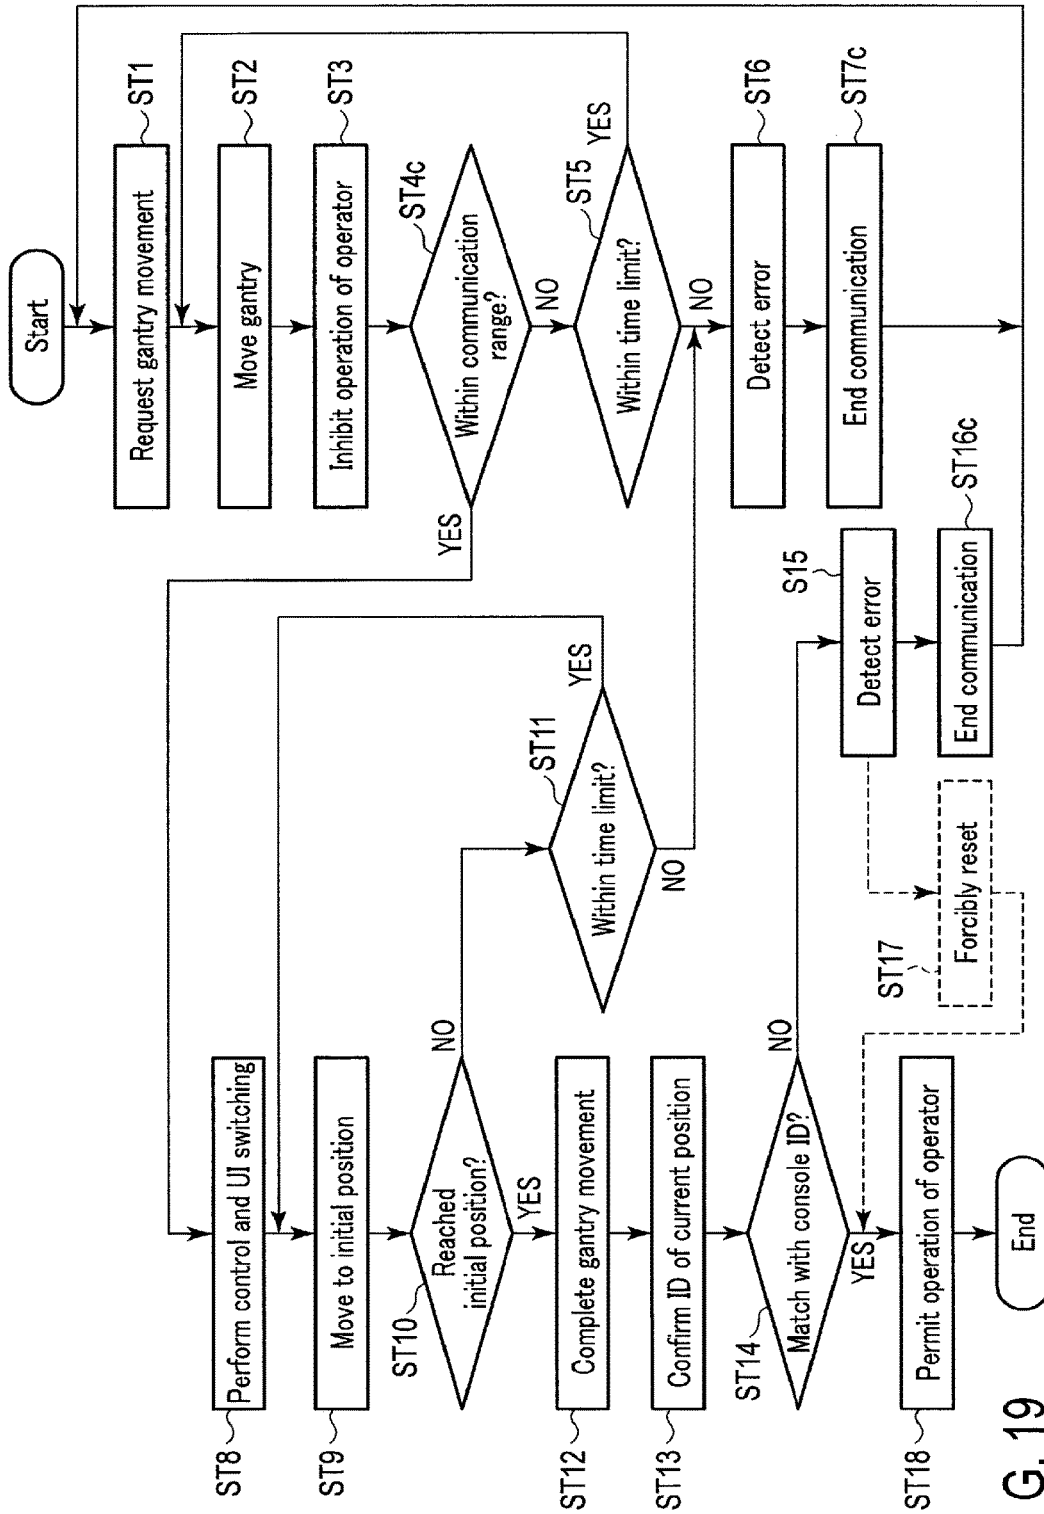 Start
Request gantry movement
ST1
Move gantry
ST2
Inhibit operation of operator
ST3
Within communication
range?
ST4c
YES
NO
Within time limit?
ST5
YES
NO
Detect error
ST6
End communication
ST7c
Perform control and UI switching
ST8
Move to initial position
ST9
Reached
initial position?
ST10
NO
YES
Within time limit?
ST11
YES
NO
Complete gantry movement
ST12
Confirm ID of current position
ST13
Match with console ID?
ST14
NO
YES
Detect error
S15
End communication
ST16c
Forcibly reset
ST17
Permit operation of operator
ST18
End
G. 19